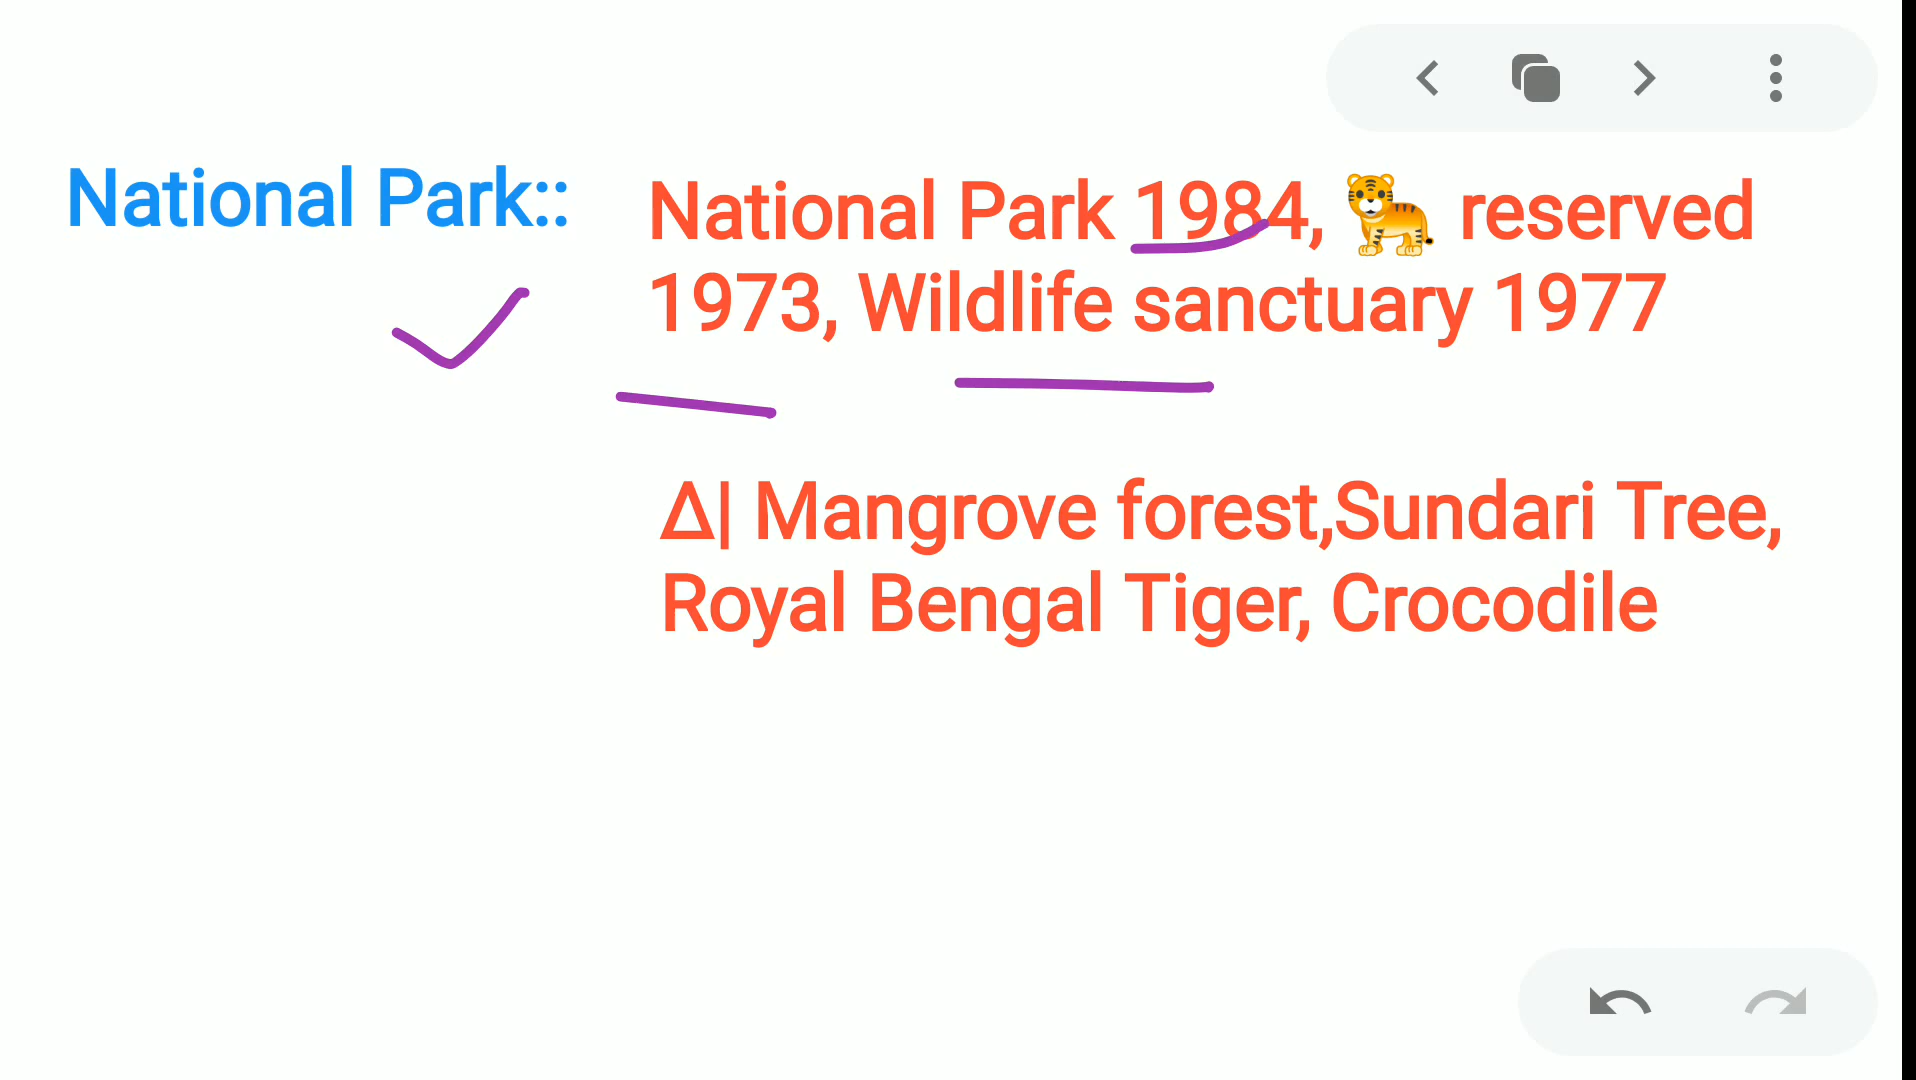 National Park::
National Park 1984, 🐅 reserved
1973, Wildlife sanctuary 1977
Δ| Mangrove forest,Sundari Tree,
Royal Bengal Tiger, Crocodile